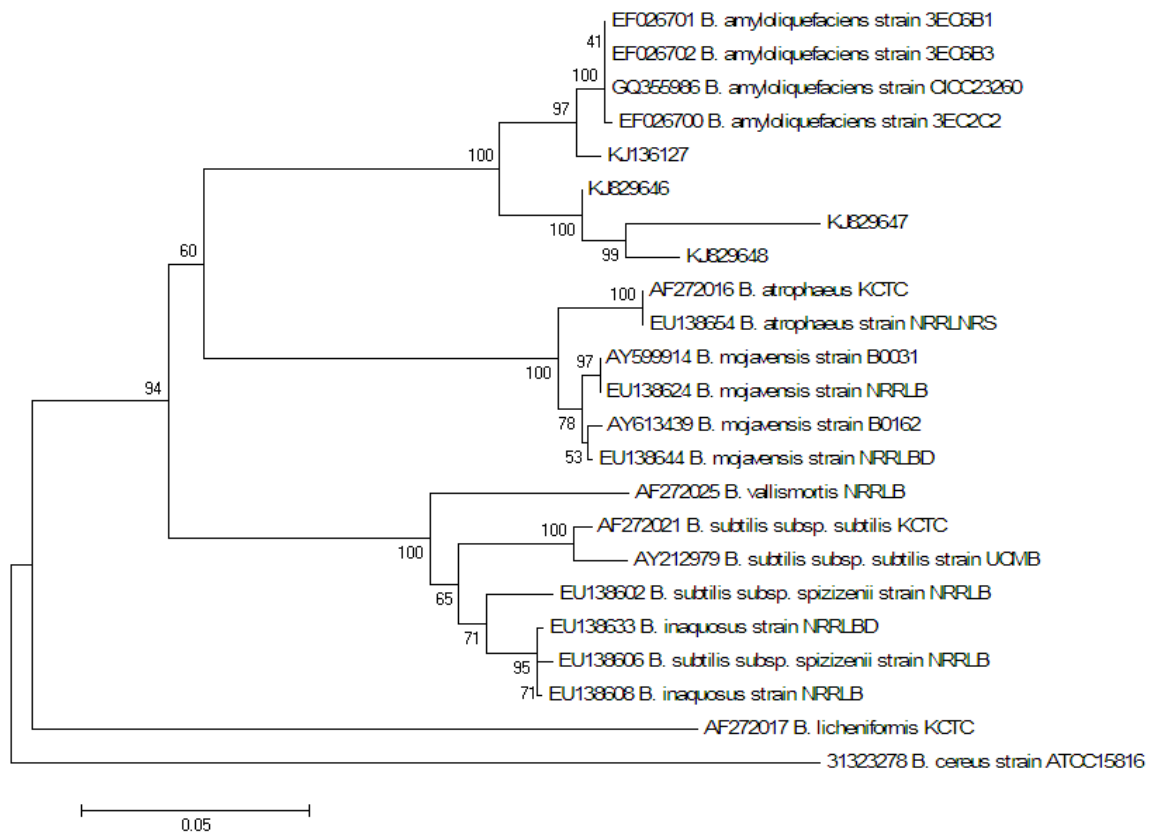 EF026701 B. amyloliquefaciens strain 3EC6B1
41
EF026702 B. amyloliquefaciens strain 3EC6B3
100
GQ355986 B. amyloliquefaciens strain CICC23260
97
EF026700 B. amyloliquefaciens strain 3EC2C2
100
KJ136127
KJ829646
100
KJ829647
60
99
KJ829648
100
AF272016 B. atrophaeus KCTC
EU138654 B. atrophaeus strain NRRLNRS
97
AY599914 B. mojavensis strain B0031
100
EU138624 B. mojavensis strain NRRLB
94
78
AY613439 B. mojavensis strain B0162
53
EU138644 B. mojavensis strain NRRLBD
AF272025 B. vallismortis NRRLB
100
AF272021 B. subtilis subsp. subtilis KCTC
100
AY212979 B. subtilis subsp. subtilis strain UCMB
65
EU138602 B. subtilis subsp. spizizenii strain NRRLB
71
EU138633 B. inaquosus strain NRRLBD
95
EU138606 B. subtilis subsp. spizizenii strain NRRLB
71
EU138608 B. inaquosus strain NRRLB
AF272017 B. licheniformis KCTC
31323278 B. cereus strain ATCC15816
0.05